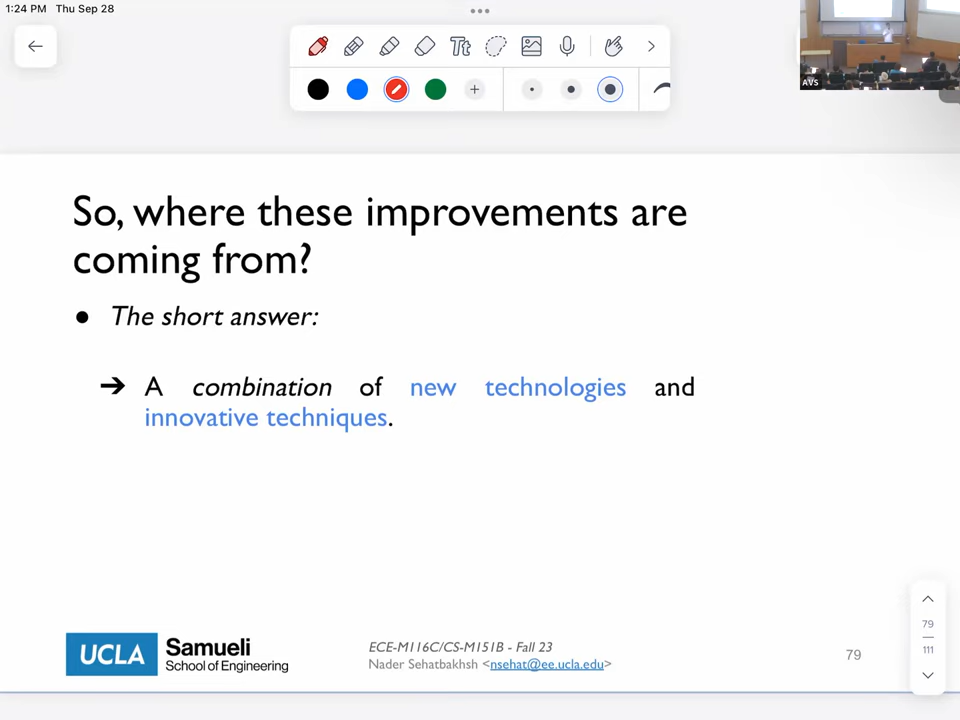 1:24 PM Thu Sep 28
Tt
AVS
So, where these improvements are
coming from?
● The short answer:
➔ A combination of new technologies and
innovative techniques.
UCLA Samueli
School of Engineering
ECE-M116C/CS-M151B - Fall 23
Nader Sehatbakhsh <nsehat@ee.ucla.edu>
79
79
111